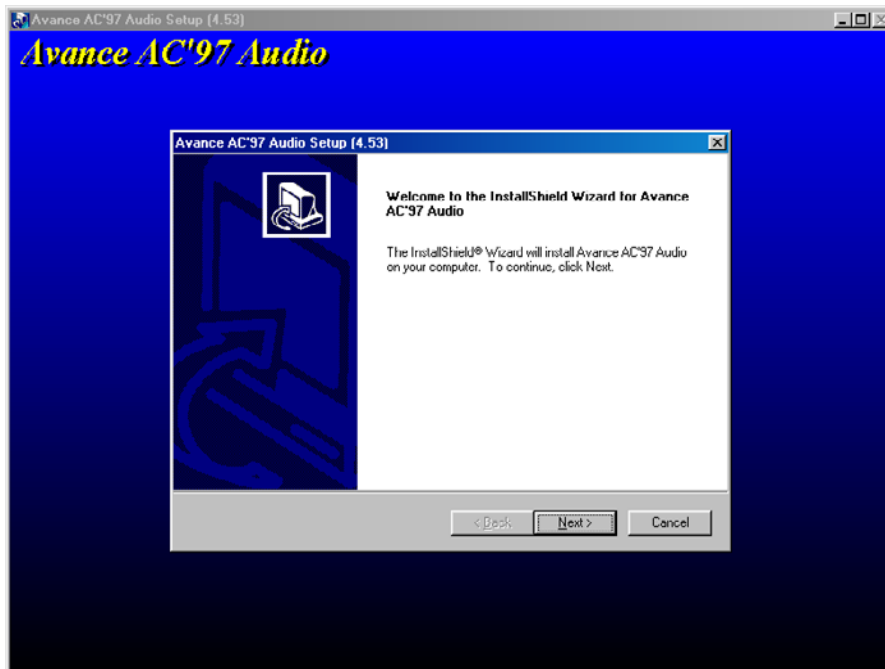 Avance AC'97 Audio Setup (4.53)
Avance AC'97 Audio
Avance AC'97 Audio Setup (4.53)
Welcome to the InstallShield Wizard for Avance
AC'97 Audio
The InstallShield® Wizard will install Avance AC'97 Audio
on your computer. To continue, click Next.
< Back Next > Cancel